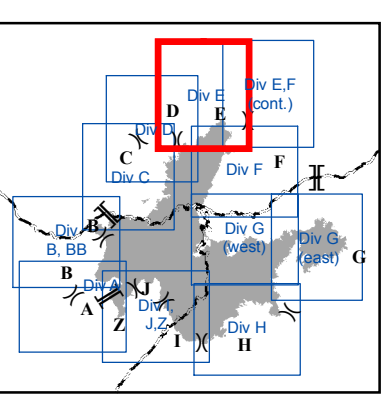 Div E
Div E,F
(cont.)
D
E
Div D
C
Div C
Div F
F
Div
B, BB
B
Div G
(west)
Div G
(east)
G
B
Div A
A
Z
J
Div I,
J,Z
I
Div H
H